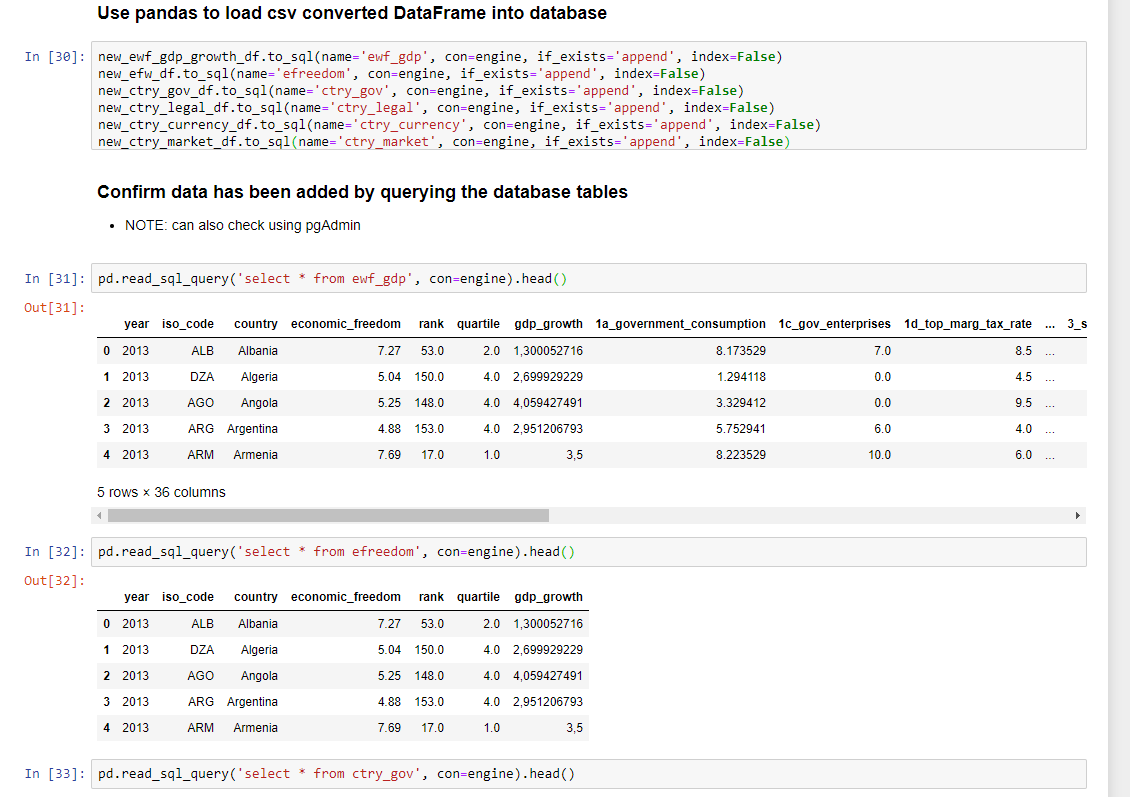 Use pandas to load csv converted DataFrame into database
In [30]: new_ewf_gdp_growth_df.to_sql(name='ewf_gdp', con=engine, if_exists='append', index=False)
new_efw_df.to_sql(name='efreedom', con=engine, if_exists='append', index=False)
new_ctry_gov_df.to_sql(name='ctry_gov', con=engine, if_exists='append', index=False)
new_ctry_legal_df.to_sql(name='ctry_legal', con=engine, if_exists='append', index=False)
new_ctry_currency_df.to_sql(name='ctry_currency', con=engine, if_exists='append', index=False)
new_ctry_market_df.to_sql(name='ctry_market', con=engine, if_exists='append', index=False)
Confirm data has been added by querying the database tables
• NOTE: can also check using pgAdmin
In [31]: pd.read_sql_query('select * from ewf_gdp', con=engine).head()
Out[31]:
year iso_code country economic_freedom rank quartile gdp_growth 1a_government_consumption 1c_gov_enterprises 1d_top_marg_tax_rate ... 3_s
0 2013 ALB Albania 7.27 53.0 2.0 1,300052716 8.173529 7.0 8.5 ...
1 2013 DZA Algeria 5.04 150.0 4.0 2,699929229 1.294118 0.0 4.5 ...
2 2013 AGO Angola 5.25 148.0 4.0 4,059427491 3.329412 0.0 9.5 ...
3 2013 ARG Argentina 4.88 153.0 4.0 2,951206793 5.752941 6.0 4.0 ...
4 2013 ARM Armenia 7.69 17.0 1.0 3,5 8.223529 10.0 6.0 ...
5 rows × 36 columns
In [32]: pd.read_sql_query('select * from efreedom', con=engine).head()
Out[32]:
year iso_code country economic_freedom rank quartile gdp_growth
0 2013 ALB Albania 7.27 53.0 2.0 1,300052716
1 2013 DZA Algeria 5.04 150.0 4.0 2,699929229
2 2013 AGO Angola 5.25 148.0 4.0 4,059427491
3 2013 ARG Argentina 4.88 153.0 4.0 2,951206793
4 2013 ARM Armenia 7.69 17.0 1.0 3,5
In [33]: pd.read_sql_query('select * from ctry_gov', con=engine).head()